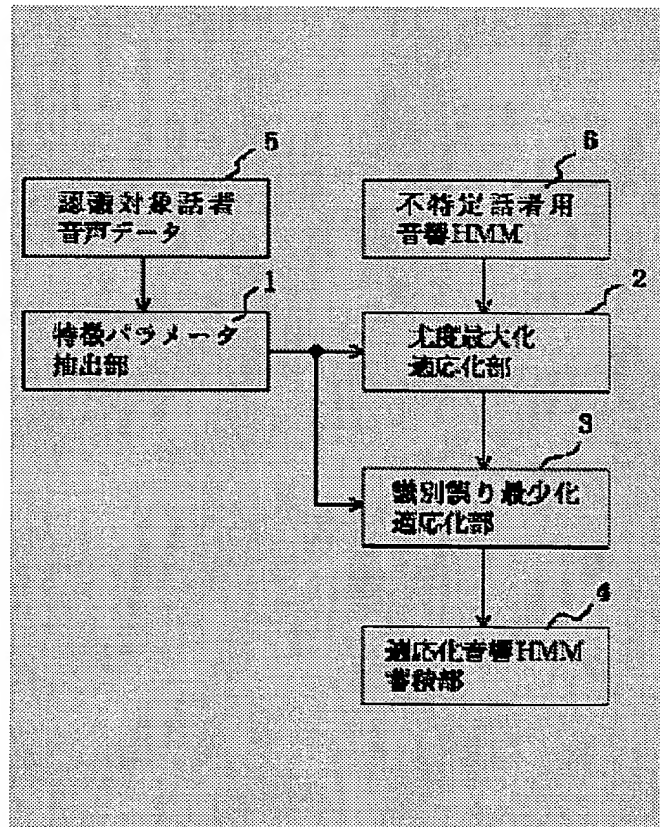 5
認識対象話者
音声データ
6
不特定話者用
音響HMM
1
特徴パラメータ
抽出部
2
尤度最大化
適応化部
3
識別誤り最少化
適応化部
4
適応化音響HMM
蓄積部